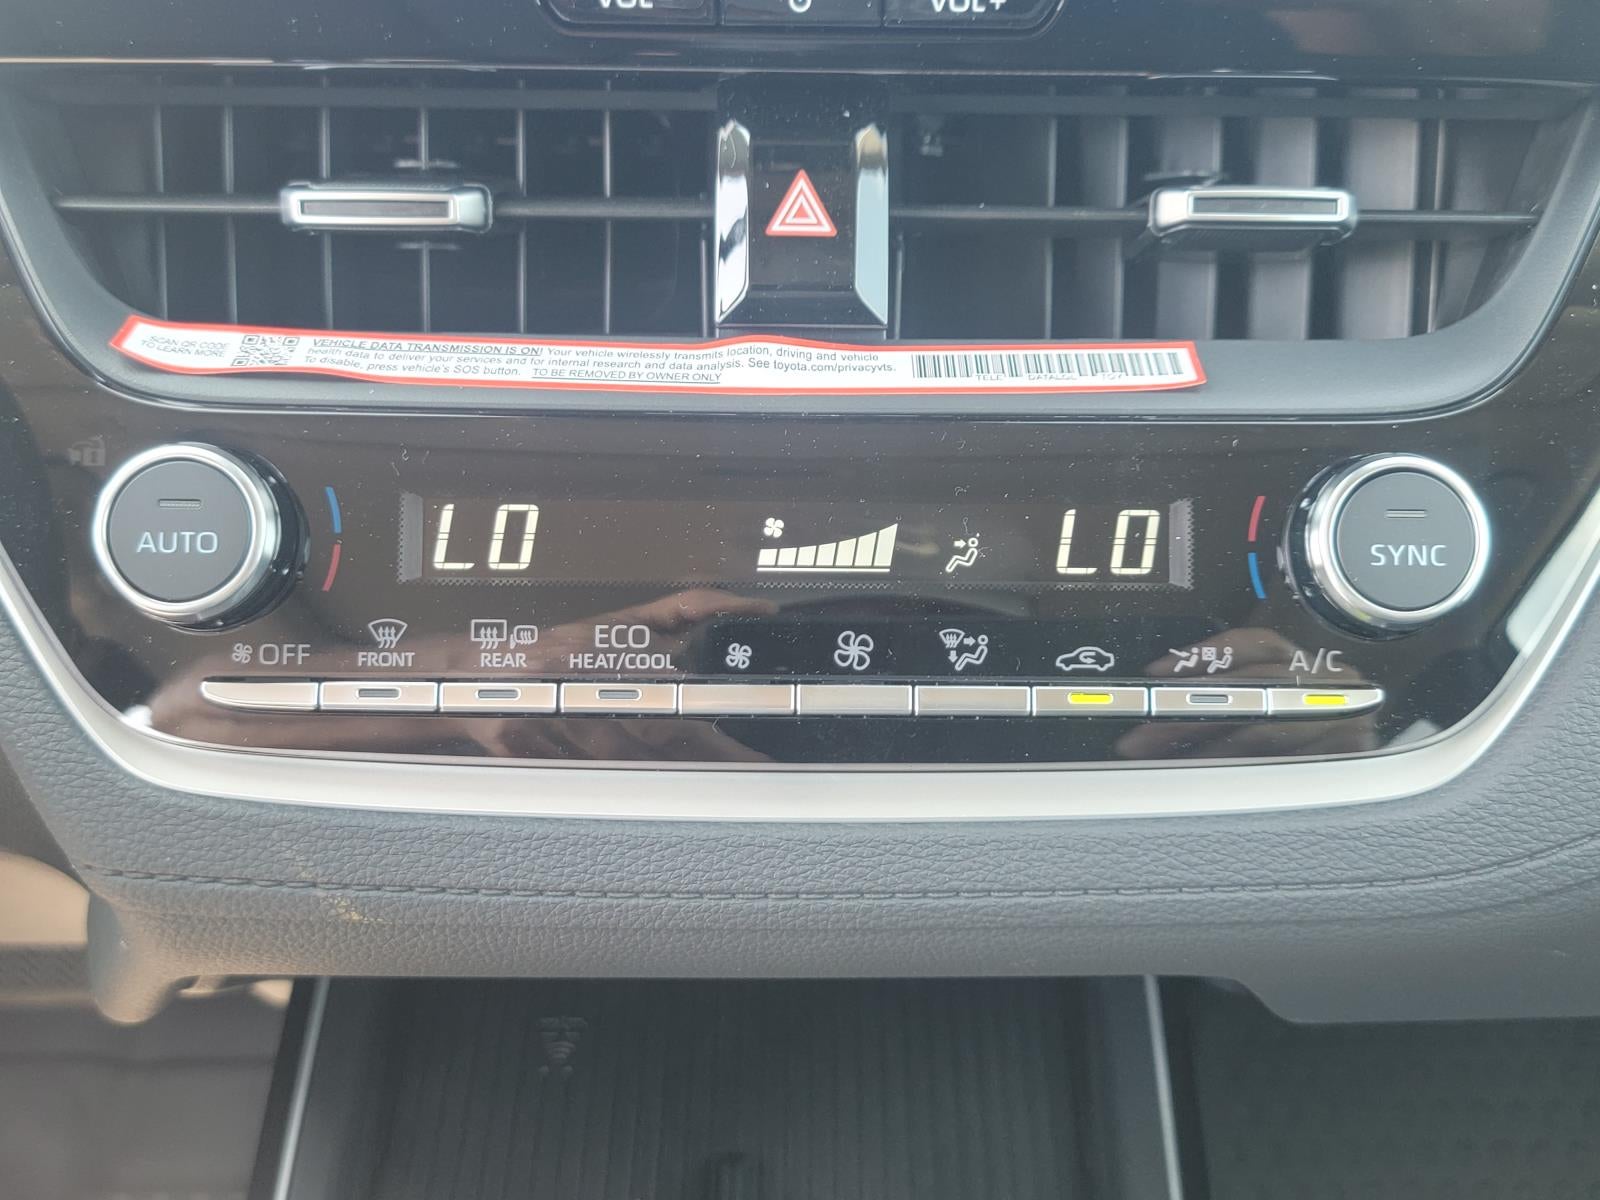 VOL- VOL+
SCAN QR CODE
TO LEARN MORE
VEHICLE DATA TRANSMISSION IS ON! Your vehicle wirelessly transmits location, driving and vehicle
health data to deliver your services and for internal research and data analysis. See toyota.com/privacyvts.
To disable, press vehicle's SOS button. TO BE REMOVED BY OWNER ONLY
AUTO
LO
LO
SYNC
OFF
FRONT
REAR
ECO
HEAT/COOL
A/C